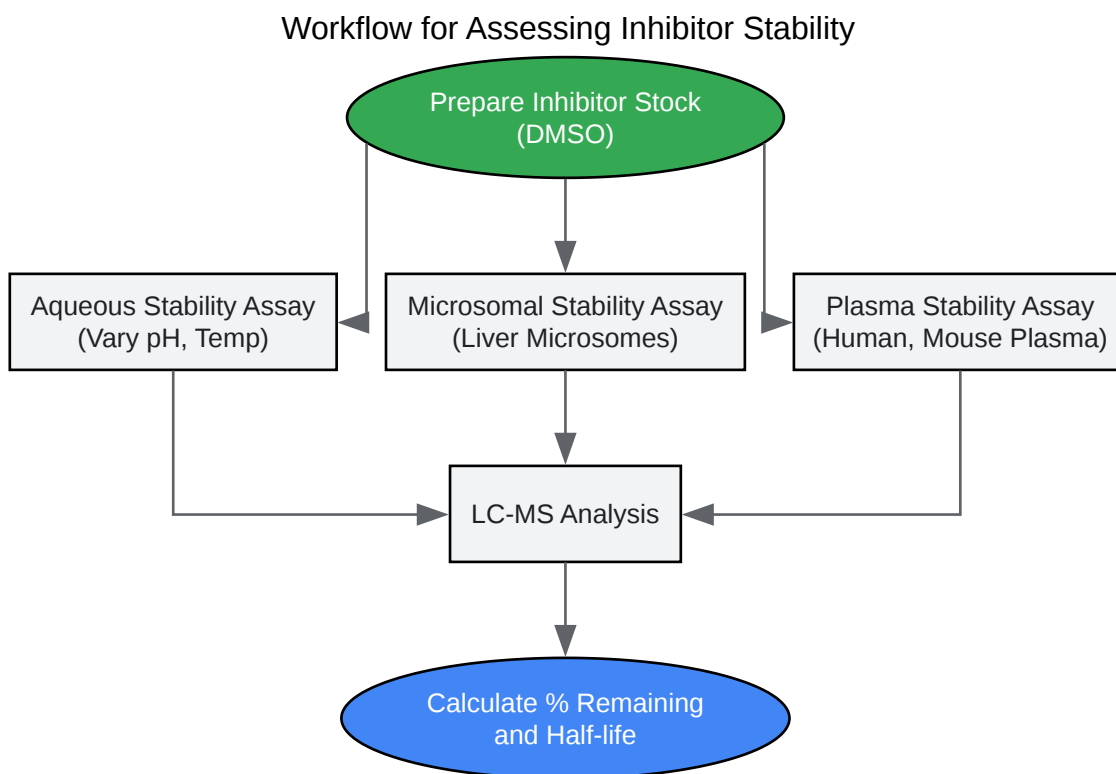 Workflow for Assessing Inhibitor Stability
Prepare Inhibitor Stock
(DMSO)
Aqueous Stability Assay
(Vary pH, Temp)
Microsomal Stability Assay
(Liver Microsomes)
Plasma Stability Assay
(Human, Mouse Plasma)
LC-MS Analysis
Calculate % Remaining
and Half-life